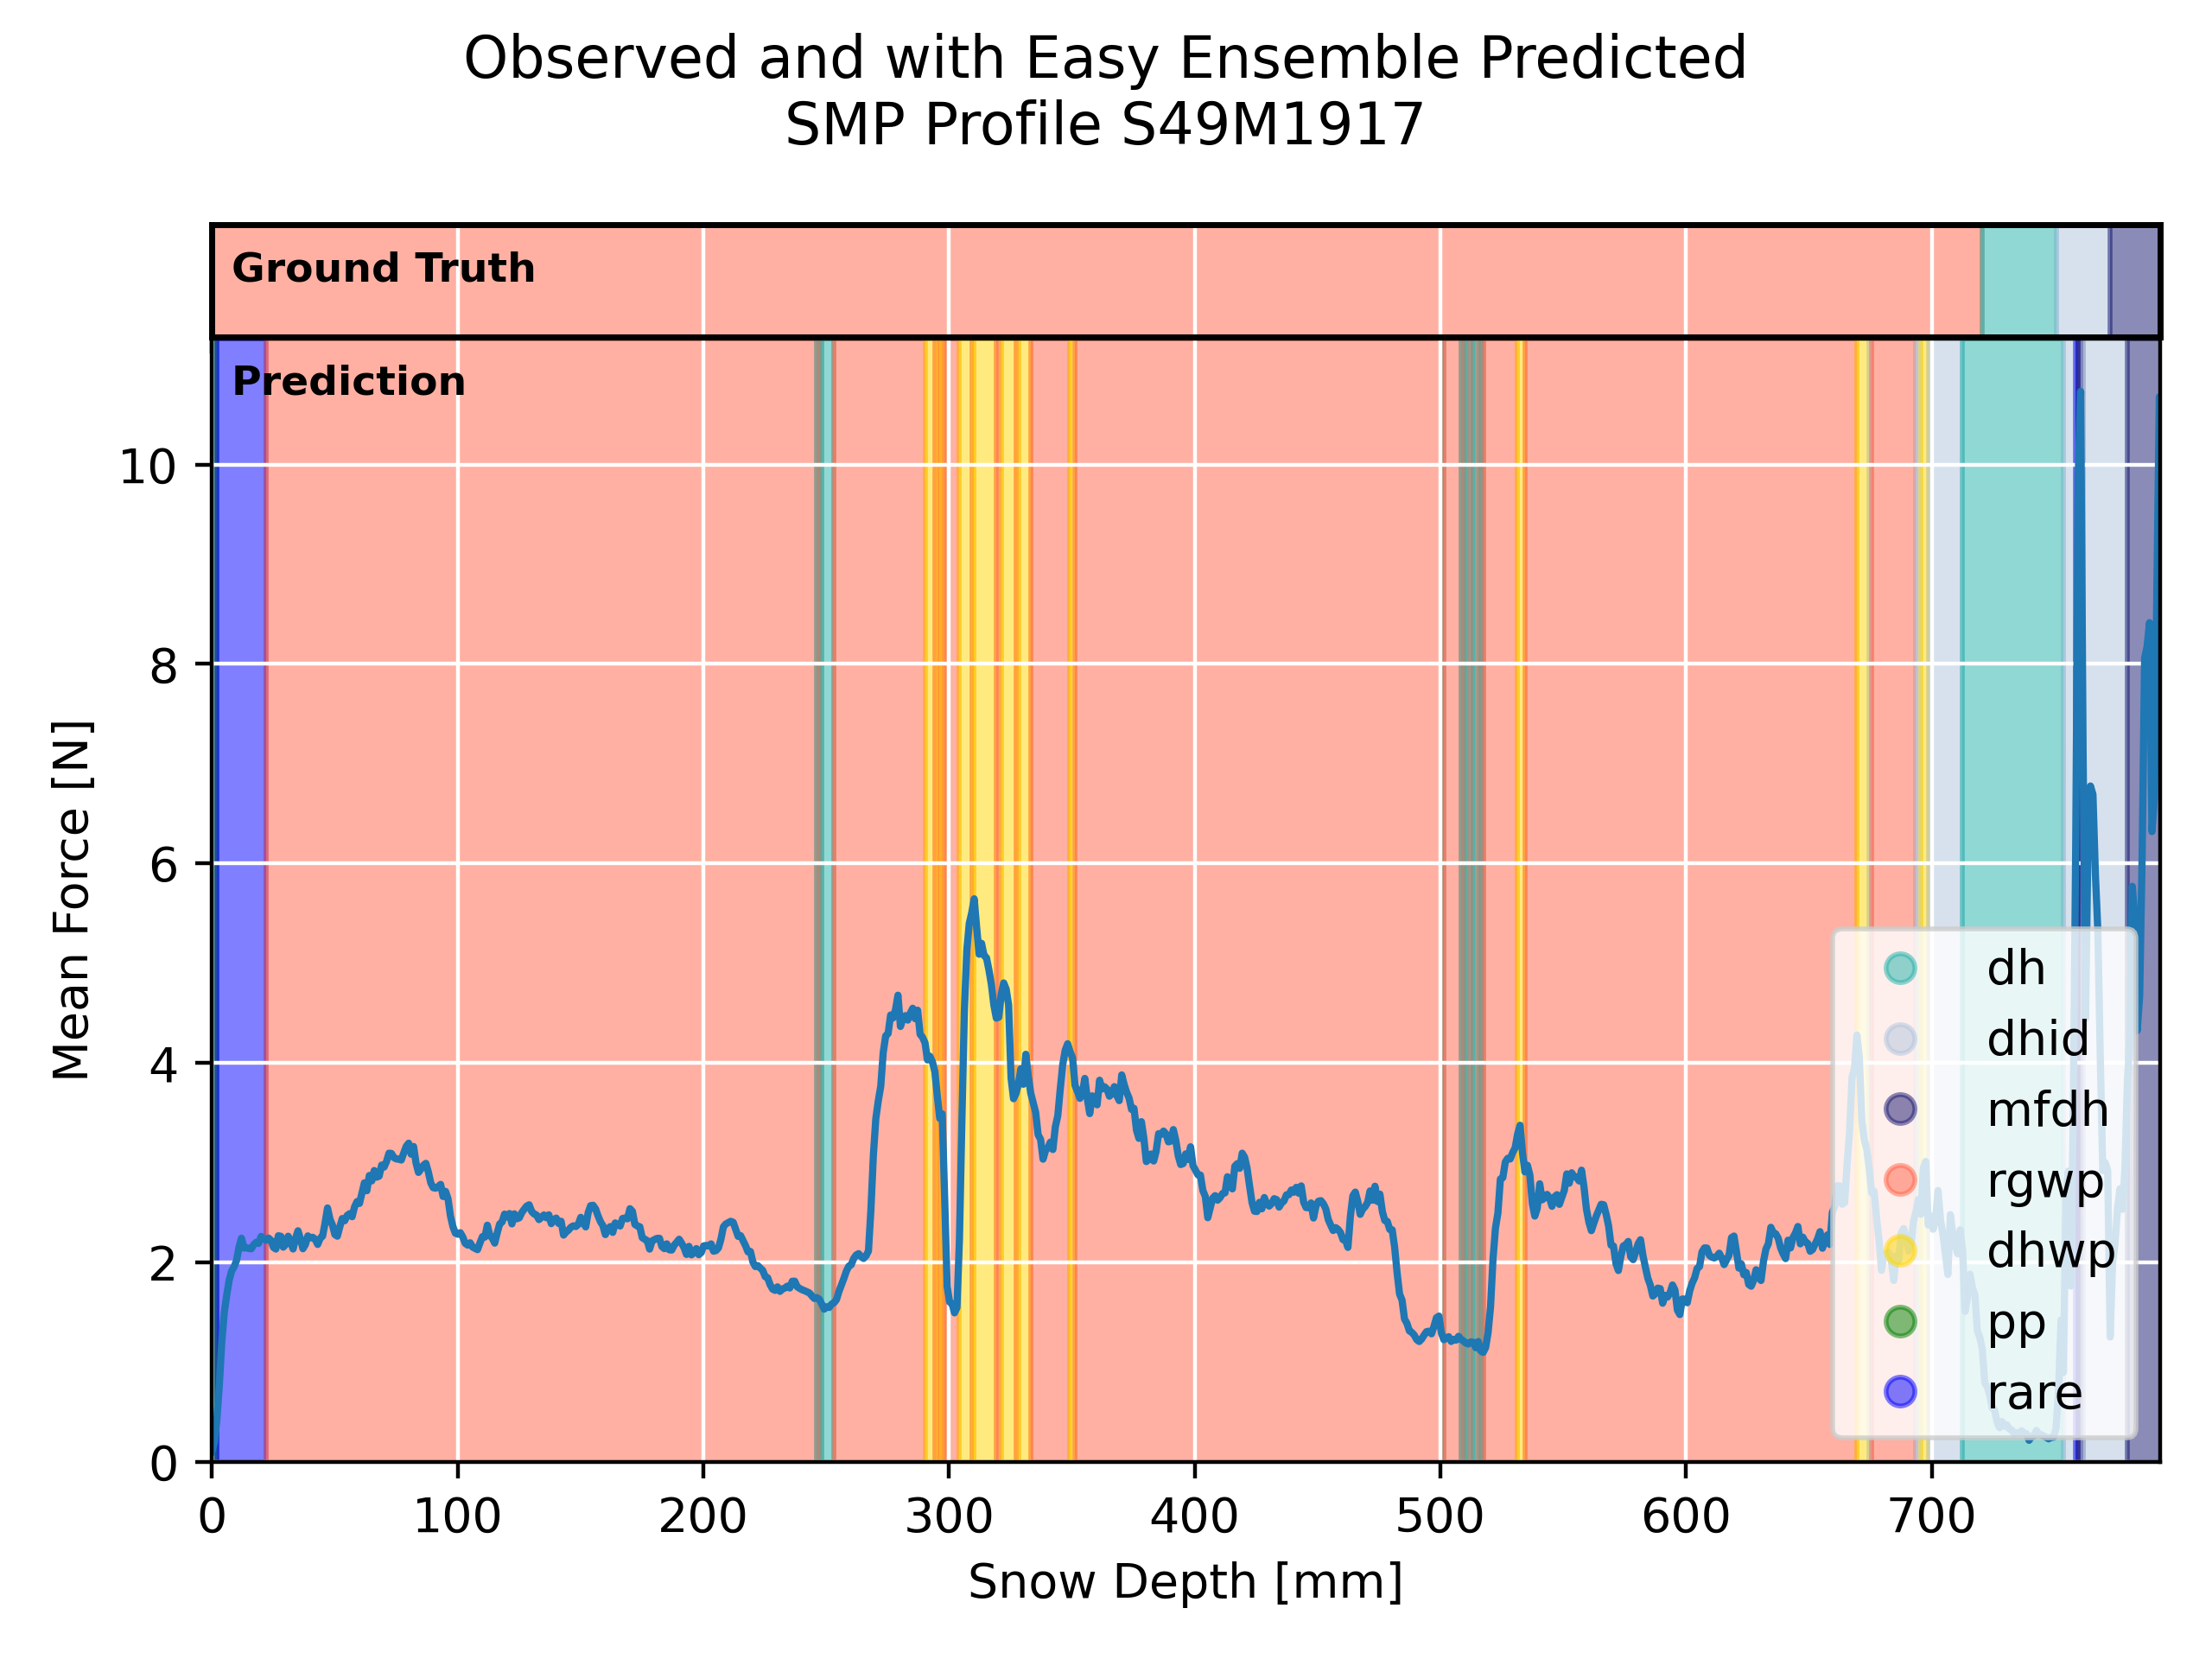 Observed and with Easy Ensemble Predicted
SMP Profile S49M1917
Ground Truth
Prediction
10
8
6
4
2
0
Mean Force [N]
dh
dhid
mfdh
rgwp
dhwp
pp
rare
0 100 200 300 400 500 600 700
Snow Depth [mm]